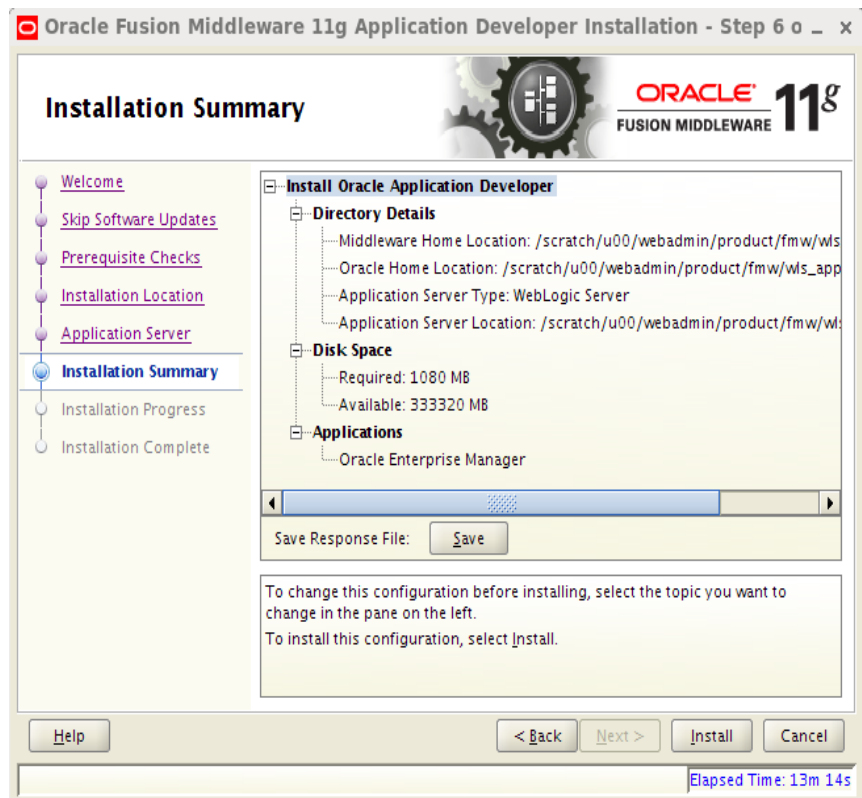 Oracle Fusion Middleware 11g Application Developer Installation - Step 6 o
Installation Summary
ORACLE
FUSION MIDDLEWARE 11g
Welcome
Skip Software Updates
Prerequisite Checks
Installation Location
Application Server
Installation Summary
Installation Progress
Installation Complete
Install Oracle Application Developer
Directory Details
Middleware Home Location: /scratch/u00/webadmin/product/fmw/wls
Oracle Home Location: /scratch/u00/webadmin/product/fmw/wls_app
Application Server Type: WebLogic Server
Application Server Location: /scratch/u00/webadmin/product/fmw/wl
Disk Space
Required: 1080 MB
Available: 333320 MB
Applications
Oracle Enterprise Manager
Save Response File: Save
To change this configuration before installing, select the topic you want to
change in the pane on the left.
To install this configuration, select Install.
Help < Back Next > Install Cancel
Elapsed Time: 13m 14s